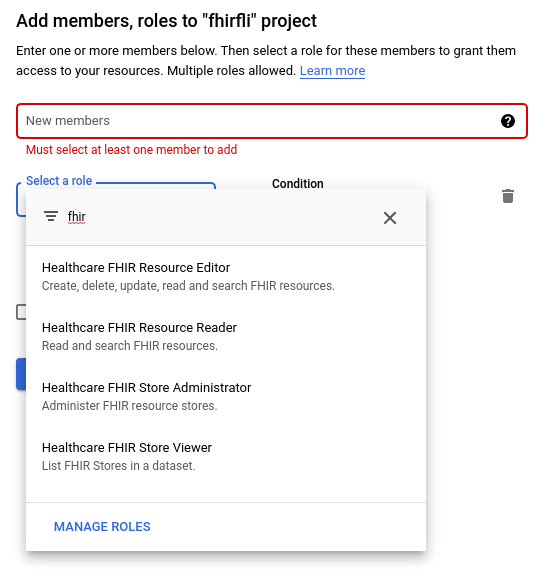 Add members, roles to "fhirfli" project
Enter one or more members below. Then select a role for these members to grant them
access to your resources. Multiple roles allowed. Learn more
New members
Must select at least one member to add
Select a role
Condition
fhir
Healthcare FHIR Resource Editor
Create, delete, update, read and search FHIR resources.
Healthcare FHIR Resource Reader
Read and search FHIR resources.
Healthcare FHIR Store Administrator
Administer FHIR resource stores.
Healthcare FHIR Store Viewer
List FHIR Stores in a dataset.
MANAGE ROLES